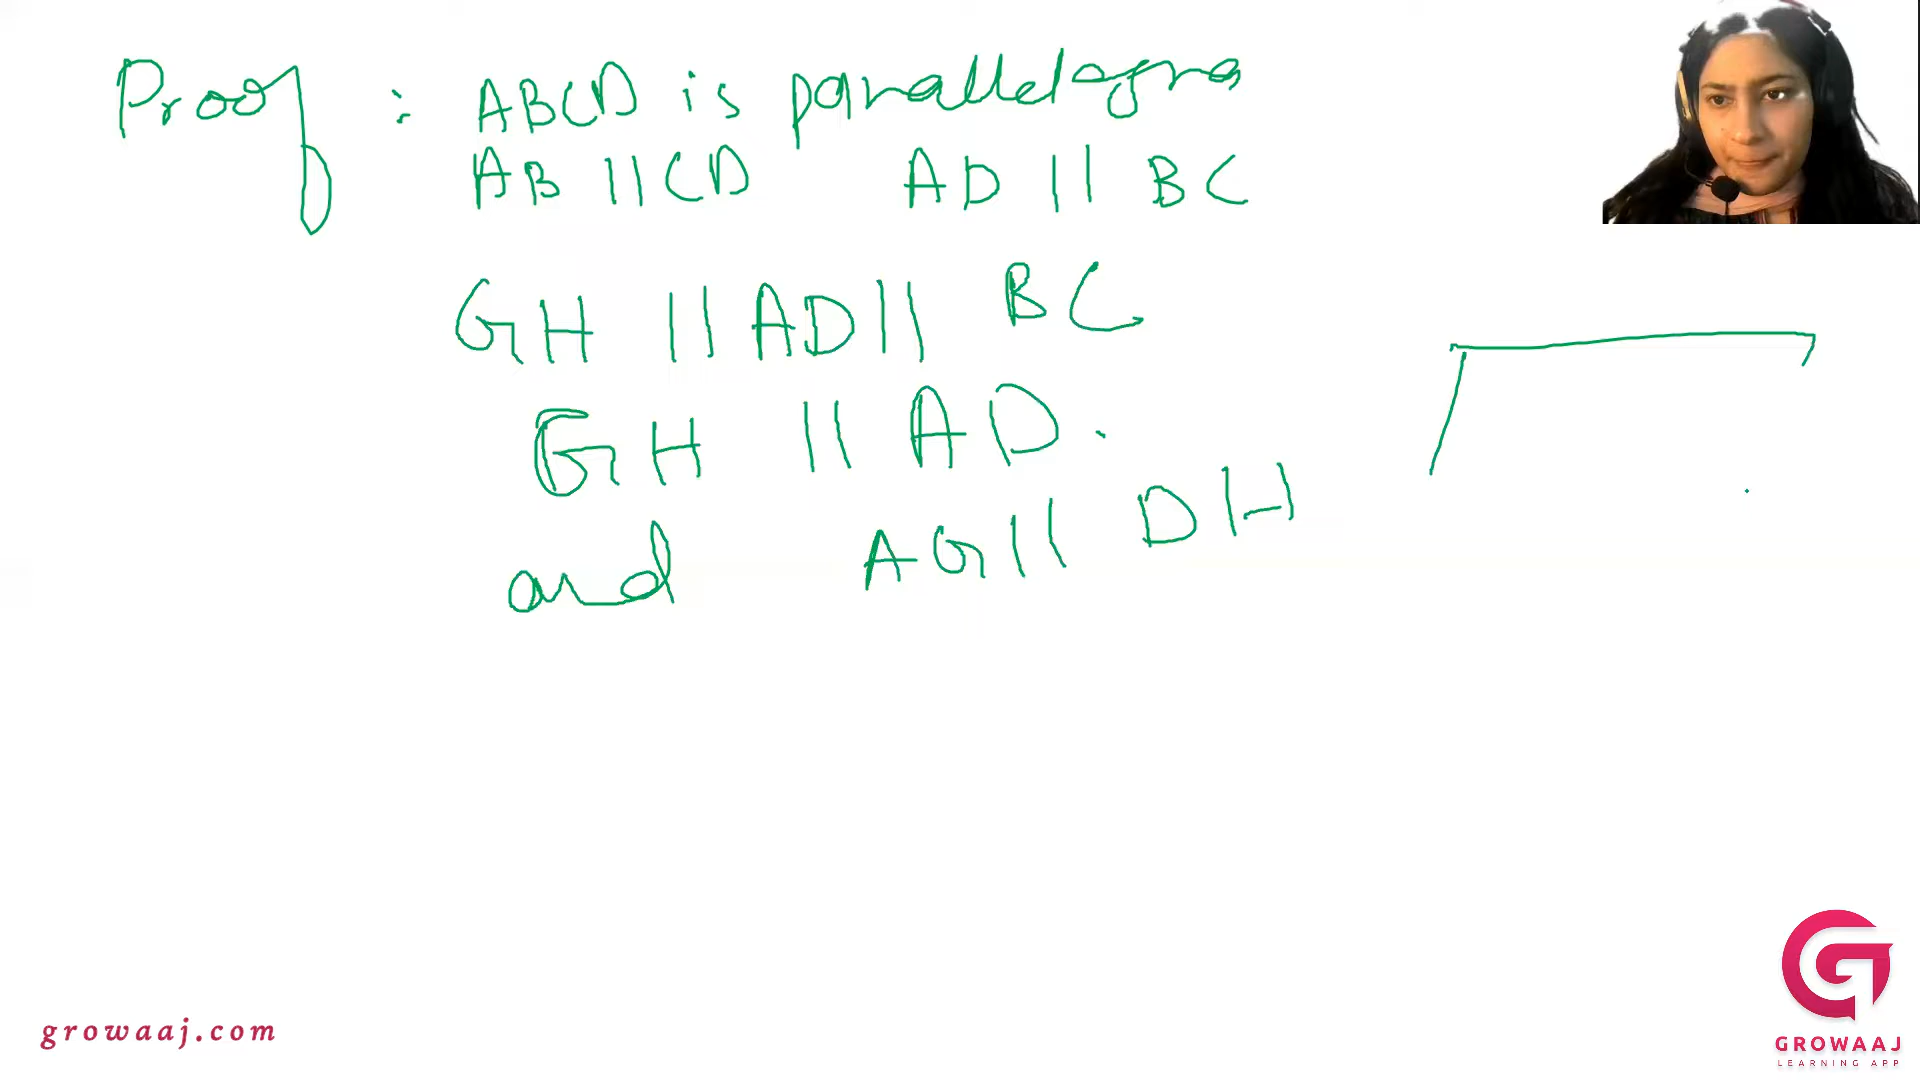 Proof : ABCD is parallelogra
AB || CD AD || BC
GH || AD || BC
GH || AD.
and AG || DH
growaaj.com
GROWAAJ
LEARNING APP